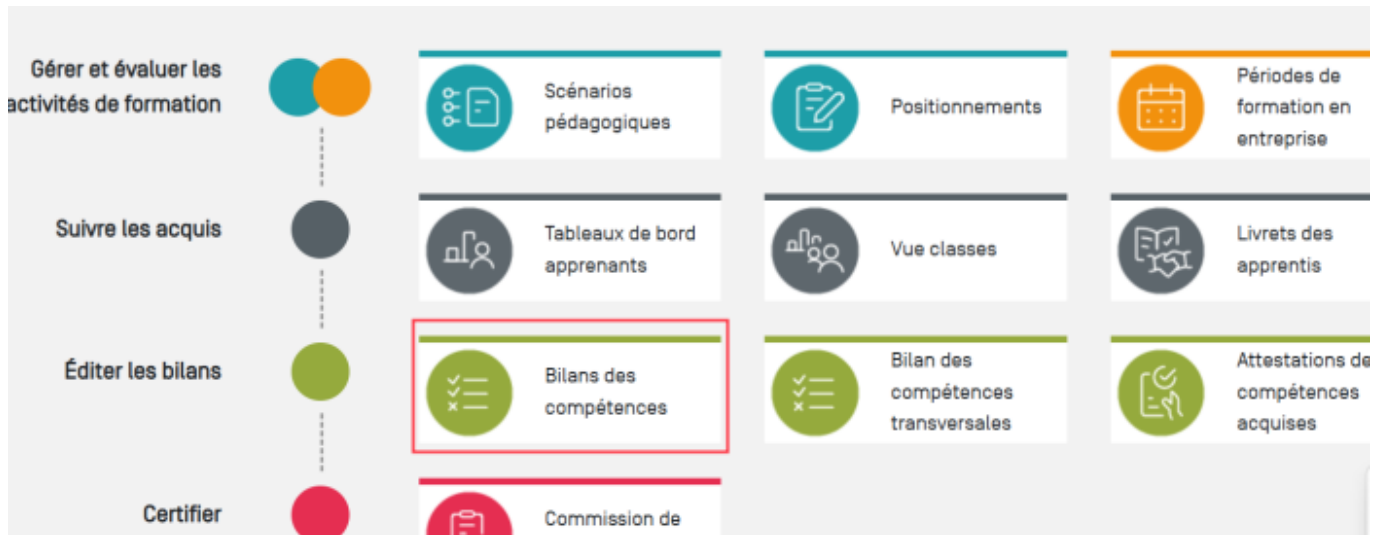 Gérer et évaluer les
activités de formation
Scénarios
pédagogiques
Positionnements
Périodes de
formation en
entreprise
Suivre les acquis
Tableaux de bord
apprenants
Vue classes
Livrets des
apprentis
Éditer les bilans
Bilans des
compétences
Bilan des
compétences
transversales
Attestations de
compétences
acquises
Certifier
Commission de